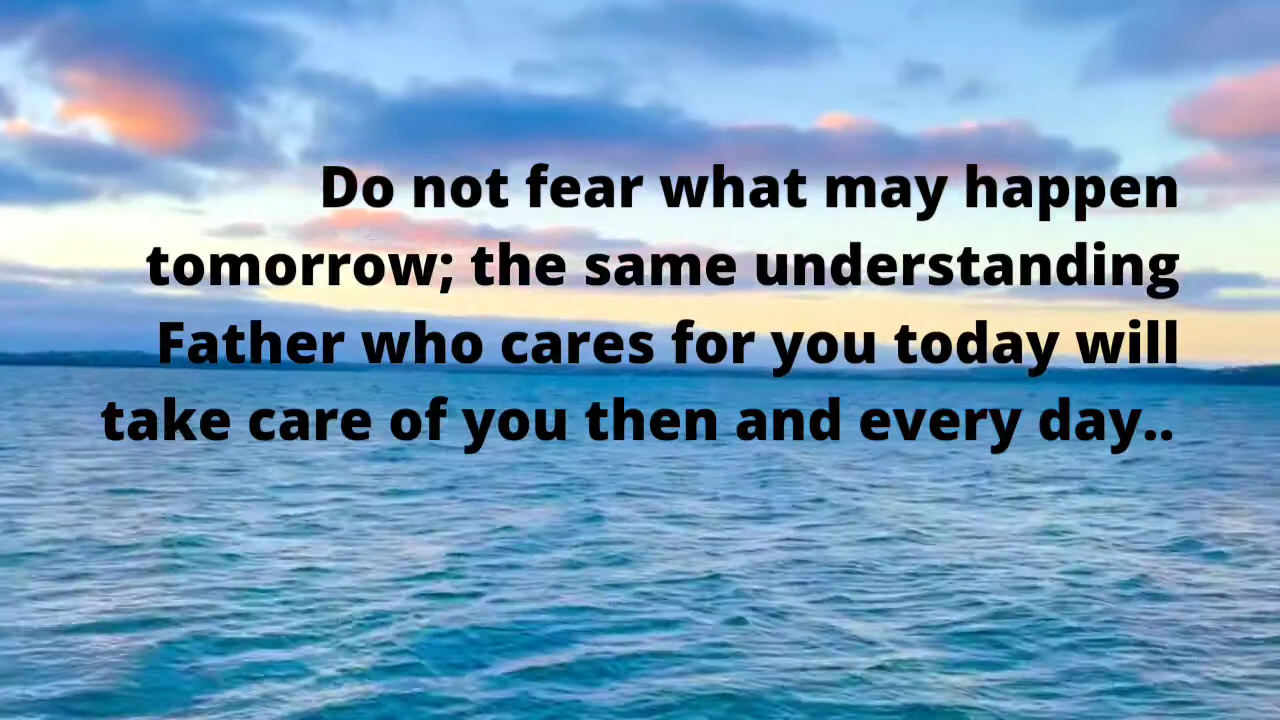 Do not fear what may happen
tomorrow; the same understanding
Father who cares for you today will
take care of you then and every day..